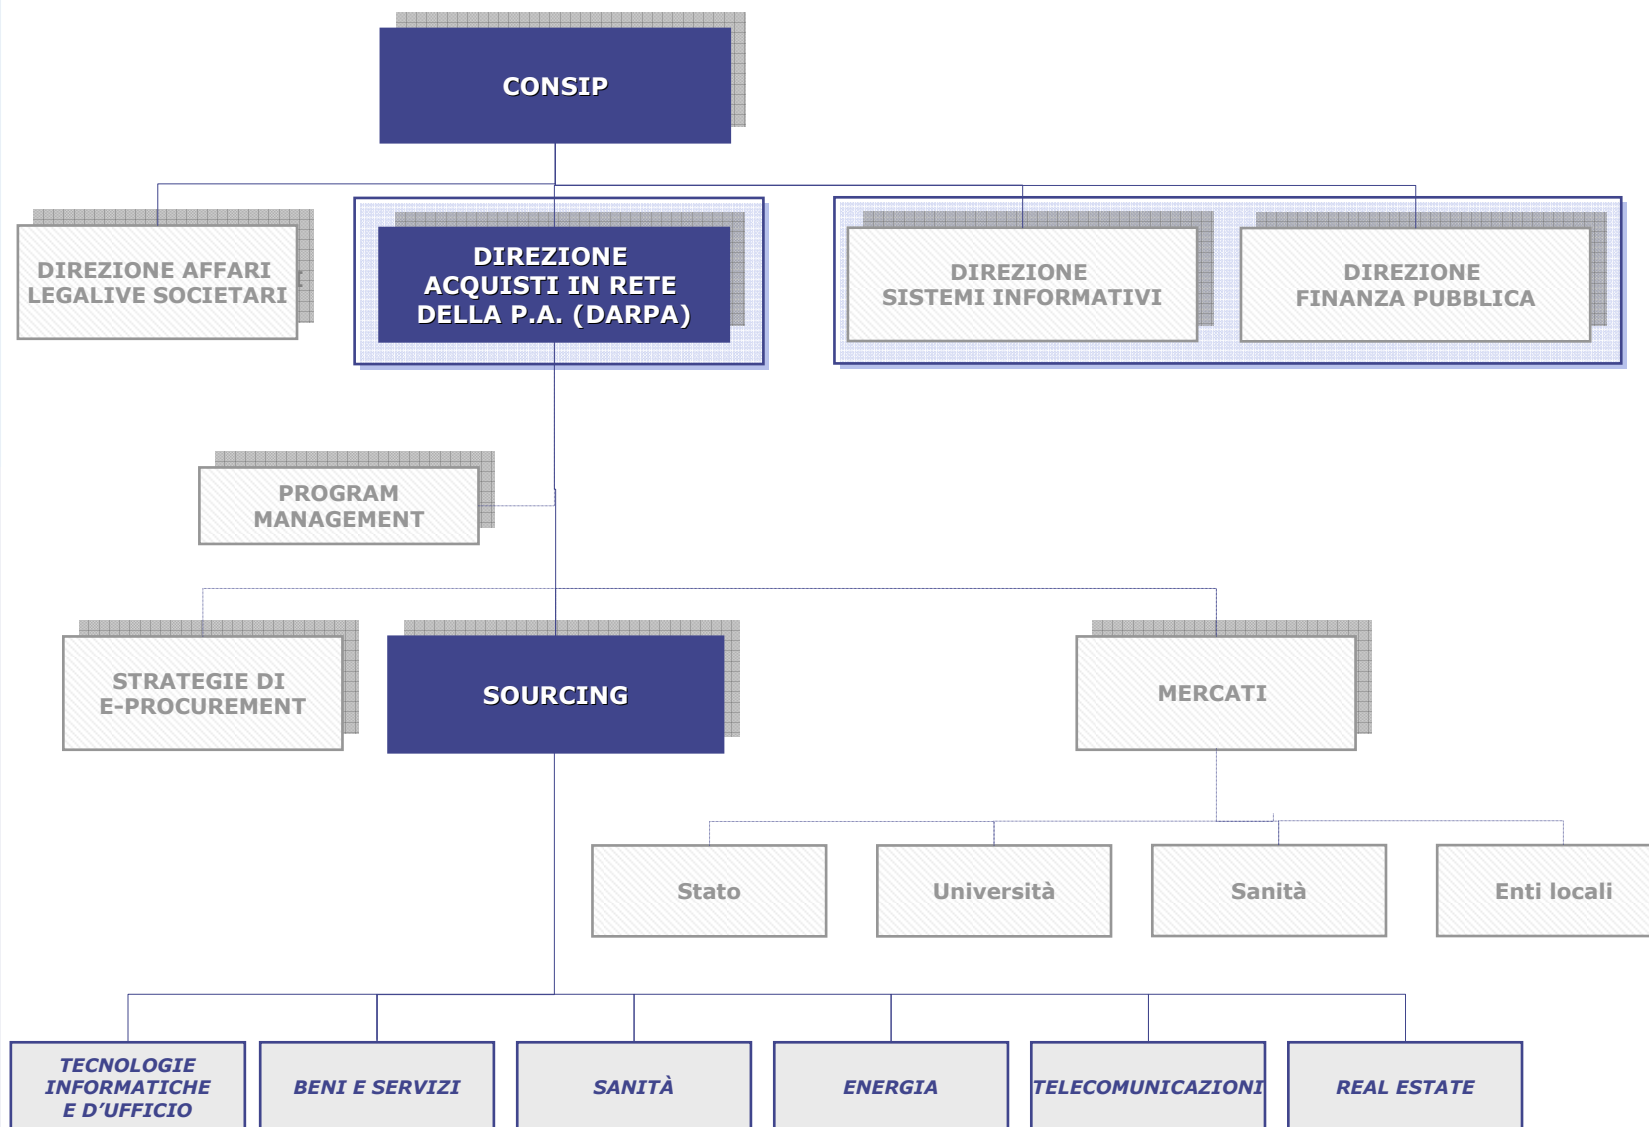 CONSIP
DIREZIONE AFFARI
LEGALIVE SOCIETARI
DIREZIONE
ACQUISTI IN RETE
DELLA P.A. (DARPA)
DIREZIONE
SISTEMI INFORMATIVI
DIREZIONE
FINANZA PUBBLICA
PROGRAM
MANAGEMENT
STRATEGIE DI
E-PROCUREMENT
SOURCING
MERCATI
Stato
Università
Sanità
Enti locali
TECNOLOGIE
INFORMATICHE
E D’UFFICIO
BENI E SERVIZI
SANITÀ
ENERGIA
TELECOMUNICAZIONI
REAL ESTATE